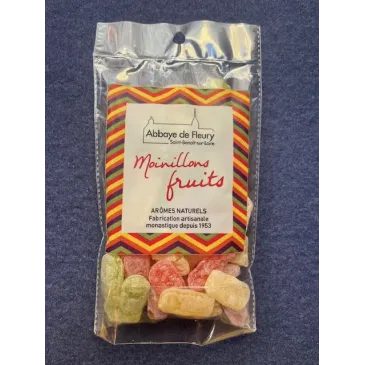 Abbaye de Fleury
Saint-Benoît-sur-Loire
Moinillons
fruits
ARÔMES NATURELS
Fabrication artisanale
monastique depuis 1953